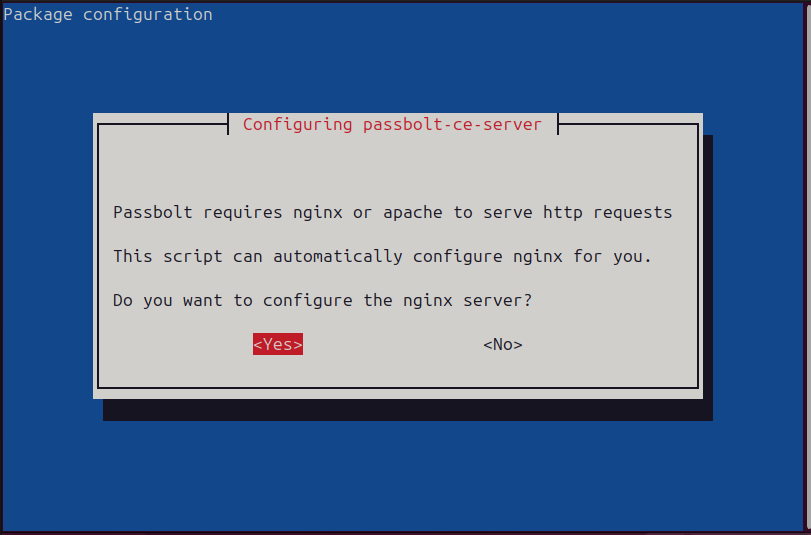 Package configuration
Configuring passbolt-ce-server
Passbolt requires nginx or apache to serve http requests
This script can automatically configure nginx for you.
Do you want to configure the nginx server?
<Yes> <No>